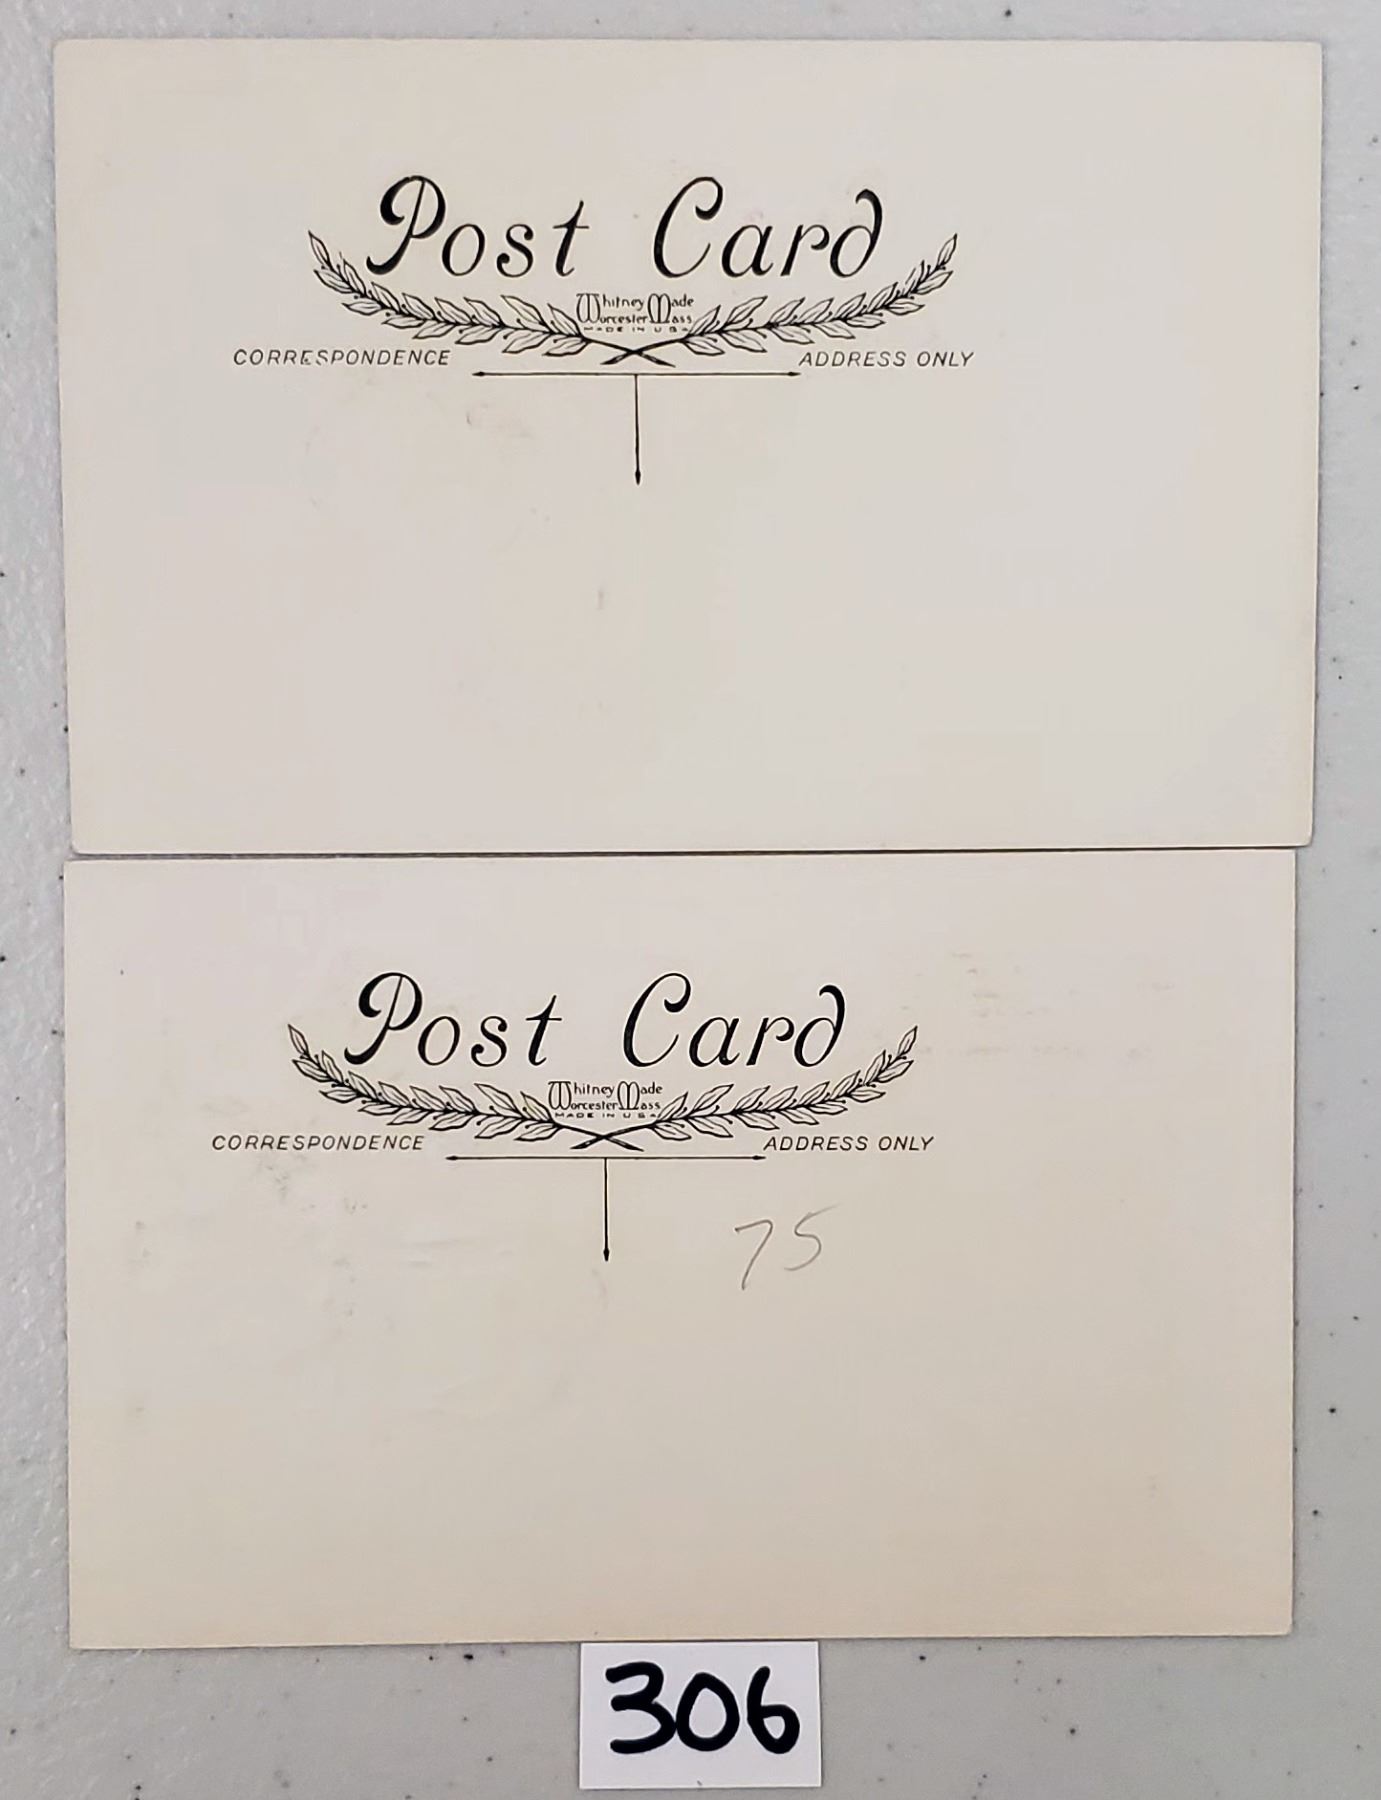 Post Card
Whitney Made
Worcester Mass
MADE IN U S A
CORRESPONDENCE ADDRESS ONLY
Post Card
Whitney Made
Worcester Mass
MADE IN U S A
CORRESPONDENCE ADDRESS ONLY
75
306